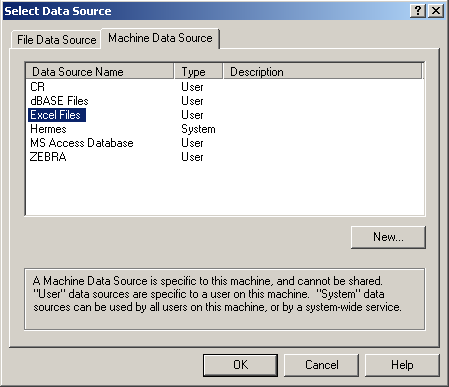 Select Data Source
File Data Source Machine Data Source
Data Source Name Type Description
CR User
dBASE Files User
Excel Files User
Hermes System
MS Access Database User
ZEBRA User
New...
A Machine Data Source is specific to this machine, and cannot be shared.
"User" data sources are specific to a user on this machine. "System" data
sources can be used by all users on this machine, or by a system-wide service.
OK Cancel Help